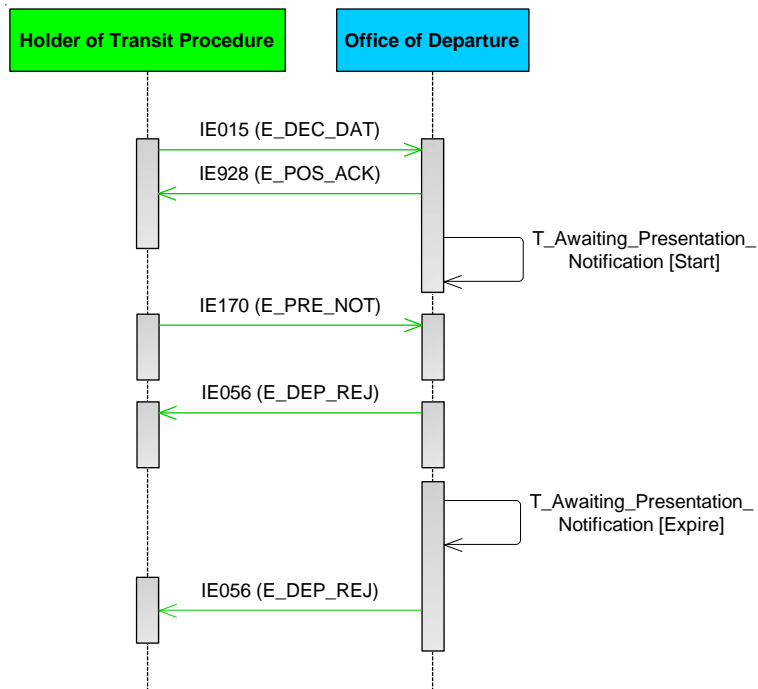 Holder of Transit Procedure
Office of Departure
IE015 (E_DEC_DAT)
IE928 (E_POS_ACK)
T_Awaiting_Presentation_
Notification [Start]
IE170 (E_PRE_NOT)
IE056 (E_DEP_REJ)
T_Awaiting_Presentation_
Notification [Expire]
IE056 (E_DEP_REJ)